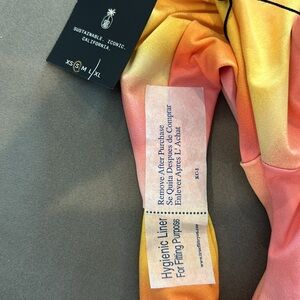 SUSTAINABLE. ICONIC.
CALIFORNIA.
XS S M L XL
Remove After Purchase
Se Quita Despues de Comprar
Enlever Apres L' Achat
Hygienic Liner
For Fitting Purpose